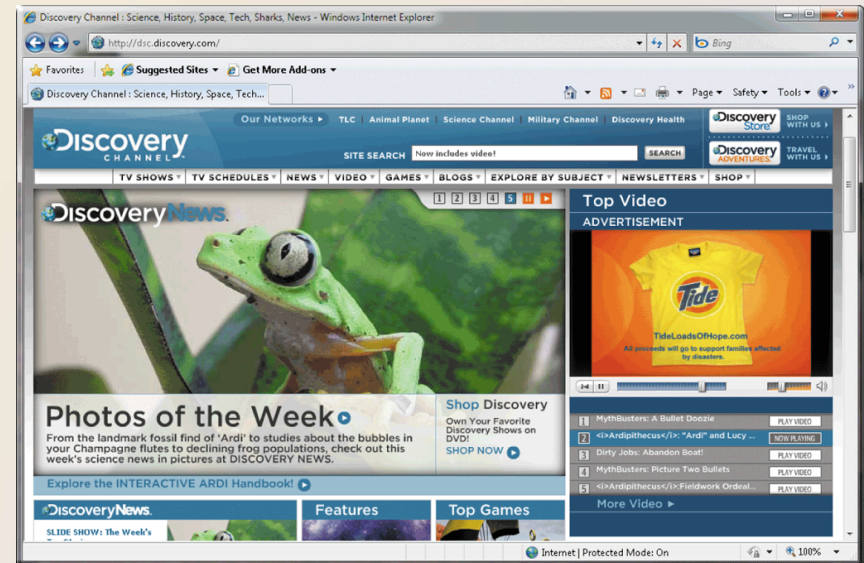 Discovery Channel : Science, History, Space, Tech, Sharks, News - Windows Internet Explorer
http://dsc.discovery.com/
Bing
Favorites Suggested Sites Get More Add-ons
Discovery Channel : Science, History, Space, Tech...
Page Safety Tools
Our Networks TLC | Animal Planet | Science Channel | Military Channel | Discovery Health
Discovery
CHANNEL
SITE SEARCH Now includes video! SEARCH
Discovery
Store
SHOP
WITH US
Discovery
ADVENTURES
TRAVEL
WITH US
TV SHOWS TV SCHEDULES NEWS VIDEO GAMES BLOGS EXPLORE BY SUBJECT NEWSLETTERS SHOP
Discovery News.
1 2 3 4 5
Photos of the Week
From the landmark fossil find of 'Ardi' to studies about the bubbles in
your Champagne flutes to declining frog populations, check out this
week's science news in pictures at DISCOVERY NEWS.
Shop Discovery
Own Your Favorite
Discovery Shows on
DVD!
SHOP NOW
Explore the INTERACTIVE ARDI Handbook!
Discovery News.
SLIDE SHOW: The Week's
Features
Top Games
Top Video
ADVERTISEMENT
Tide
TideLoadsOfHope.com
All proceeds will go to support families affected
by disasters.
1 MythBusters: A Bullet Doozie PLAY VIDEO
2 <i>Ardipithecus</i>: "Ardi" and Lucy ... NOW PLAYING
3 Dirty Jobs: Abandon Boat! PLAY VIDEO
4 MythBusters: Picture Two Bullets PLAY VIDEO
5 <i>Ardipithecus</i>:Fieldwork Ordeal... PLAY VIDEO
More Video
Internet | Protected Mode: On
100%